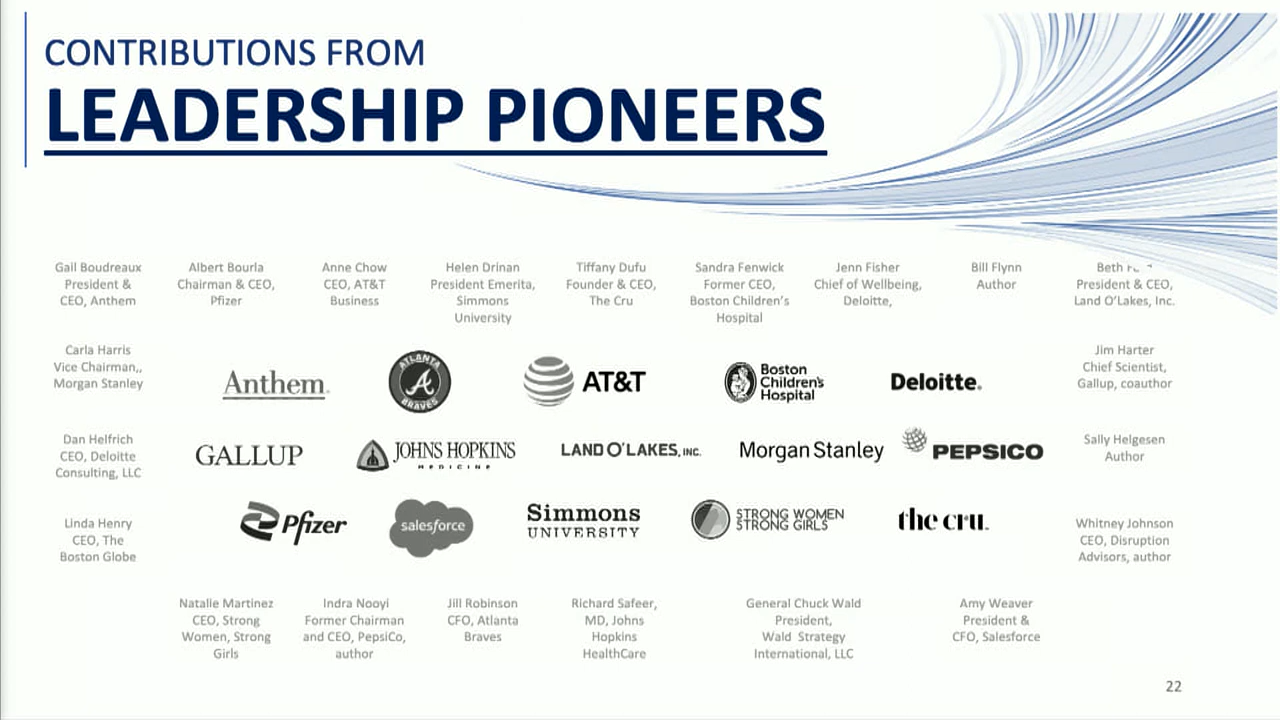 CONTRIBUTIONS FROM
LEADERSHIP PIONEERS
Gail Boudreaux
President &
CEO, Anthem
Albert Bourla
Chairman & CEO,
Pfizer
Anne Chow
CEO, AT&T
Business
Helen Drinan
President Emerita,
Simmons
University
Tiffany Dufu
Founder & CEO,
The Cru
Sandra Fenwick
Former CEO,
Boston Children's
Hospital
Jenn Fisher
Chief of Wellbeing,
Deloitte,
Bill Flynn
Author
Beth
President & CEO,
Land O'Lakes, Inc.
Carla Harris
Vice Chairman,,
Morgan Stanley
Anthem.
ATLANTA
A
BRAVES
AT&T
Boston
Children's
Hospital
Deloitte.
Jim Harter
Chief Scientist,
Gallup, coauthor
Dan Helfrich
CEO, Deloitte
Consulting, LLC
GALLUP
JOHNS HOPKINS
MEDICINE
LAND O'LAKES, INC.
Morgan Stanley
PEPSICO
Sally Helgesen
Author
Linda Henry
CEO, The
Boston Globe
Pfizer
salesforce
Simmons
UNIVERSITY
STRONG WOMEN
STRONG GIRLS
the cru.
Whitney Johnson
CEO, Disruption
Advisors, author
Natalie Martinez
CEO, Strong
Women, Strong
Girls
Indra Nooyi
Former Chairman
and CEO, PepsiCo,
author
Jill Robinson
CFO, Atlanta
Braves
Richard Safeer,
MD, Johns
Hopkins
HealthCare
General Chuck Wald
President,
Wald Strategy
International, LLC
Amy Weaver
President &
CFO, Salesforce
22